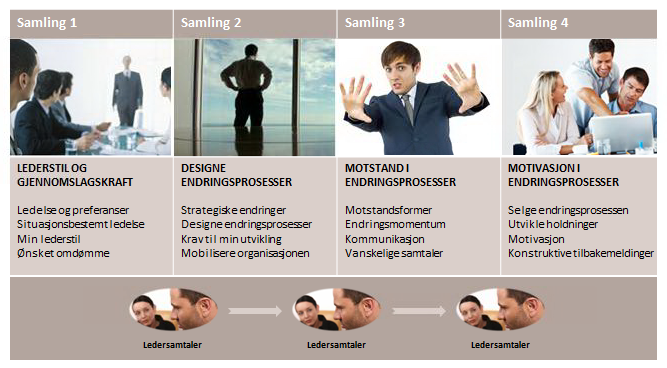 Samling 1
Samling 2
Samling 3
Samling 4
LEDERSTIL OG
GJENNOMSLAGSKRAFT
Ledelse og preferanser
Situasjonsbestemt ledelse
Min lederstil
Ønsket omdømme
DESIGNE
ENDRINGSPROSESSER
Strategiske endringer
Designe endringsprosesser
Krav til min utvikling
Mobilisere organisasjonen
MOTSTAND I
ENDRINGSPROSESSER
Motstandsformer
Endringsmomentum
Kommunikasjon
Vanskelige samtaler
MOTIVASJON I
ENDRINGSPROSESSER
Selge endringsprosessen
Utvikle holdninger
Motivasjon
Konstruktive tilbakemeldinger
Ledersamtaler
Ledersamtaler
Ledersamtaler